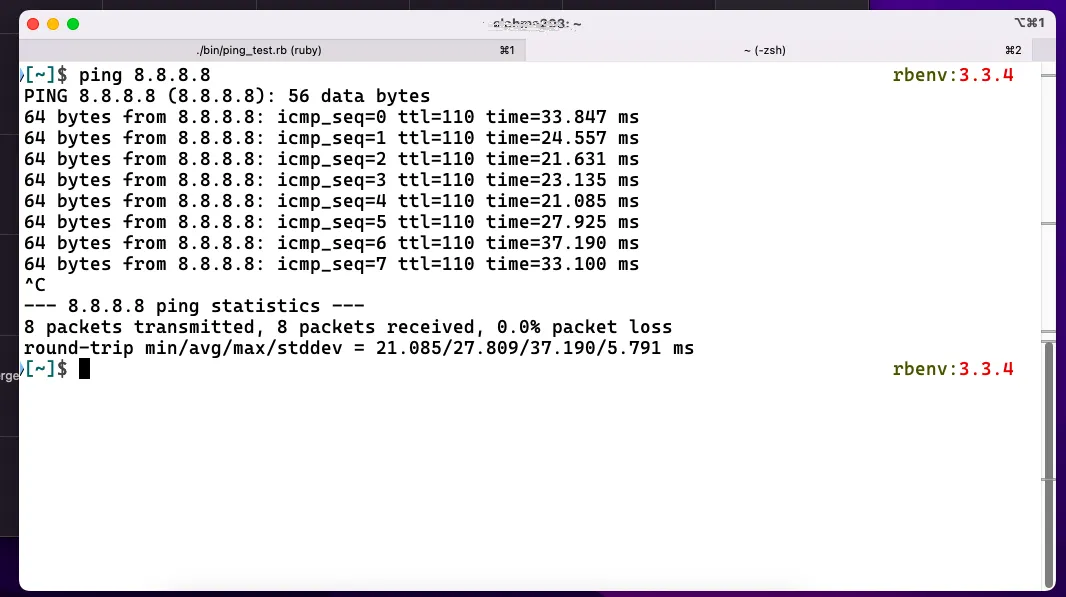 : ~
⌥⌘1
./bin/ping_test.rb (ruby) ⌘1
~ (-zsh) ⌘2
[~]$ ping 8.8.8.8 rbenv:3.3.4
PING 8.8.8.8 (8.8.8.8): 56 data bytes
64 bytes from 8.8.8.8: icmp_seq=0 ttl=110 time=33.847 ms
64 bytes from 8.8.8.8: icmp_seq=1 ttl=110 time=24.557 ms
64 bytes from 8.8.8.8: icmp_seq=2 ttl=110 time=21.631 ms
64 bytes from 8.8.8.8: icmp_seq=3 ttl=110 time=23.135 ms
64 bytes from 8.8.8.8: icmp_seq=4 ttl=110 time=21.085 ms
64 bytes from 8.8.8.8: icmp_seq=5 ttl=110 time=27.925 ms
64 bytes from 8.8.8.8: icmp_seq=6 ttl=110 time=37.190 ms
64 bytes from 8.8.8.8: icmp_seq=7 ttl=110 time=33.100 ms
^C
--- 8.8.8.8 ping statistics ---
8 packets transmitted, 8 packets received, 0.0% packet loss
round-trip min/avg/max/stddev = 21.085/27.809/37.190/5.791 ms
[~]$ rbenv:3.3.4
rge